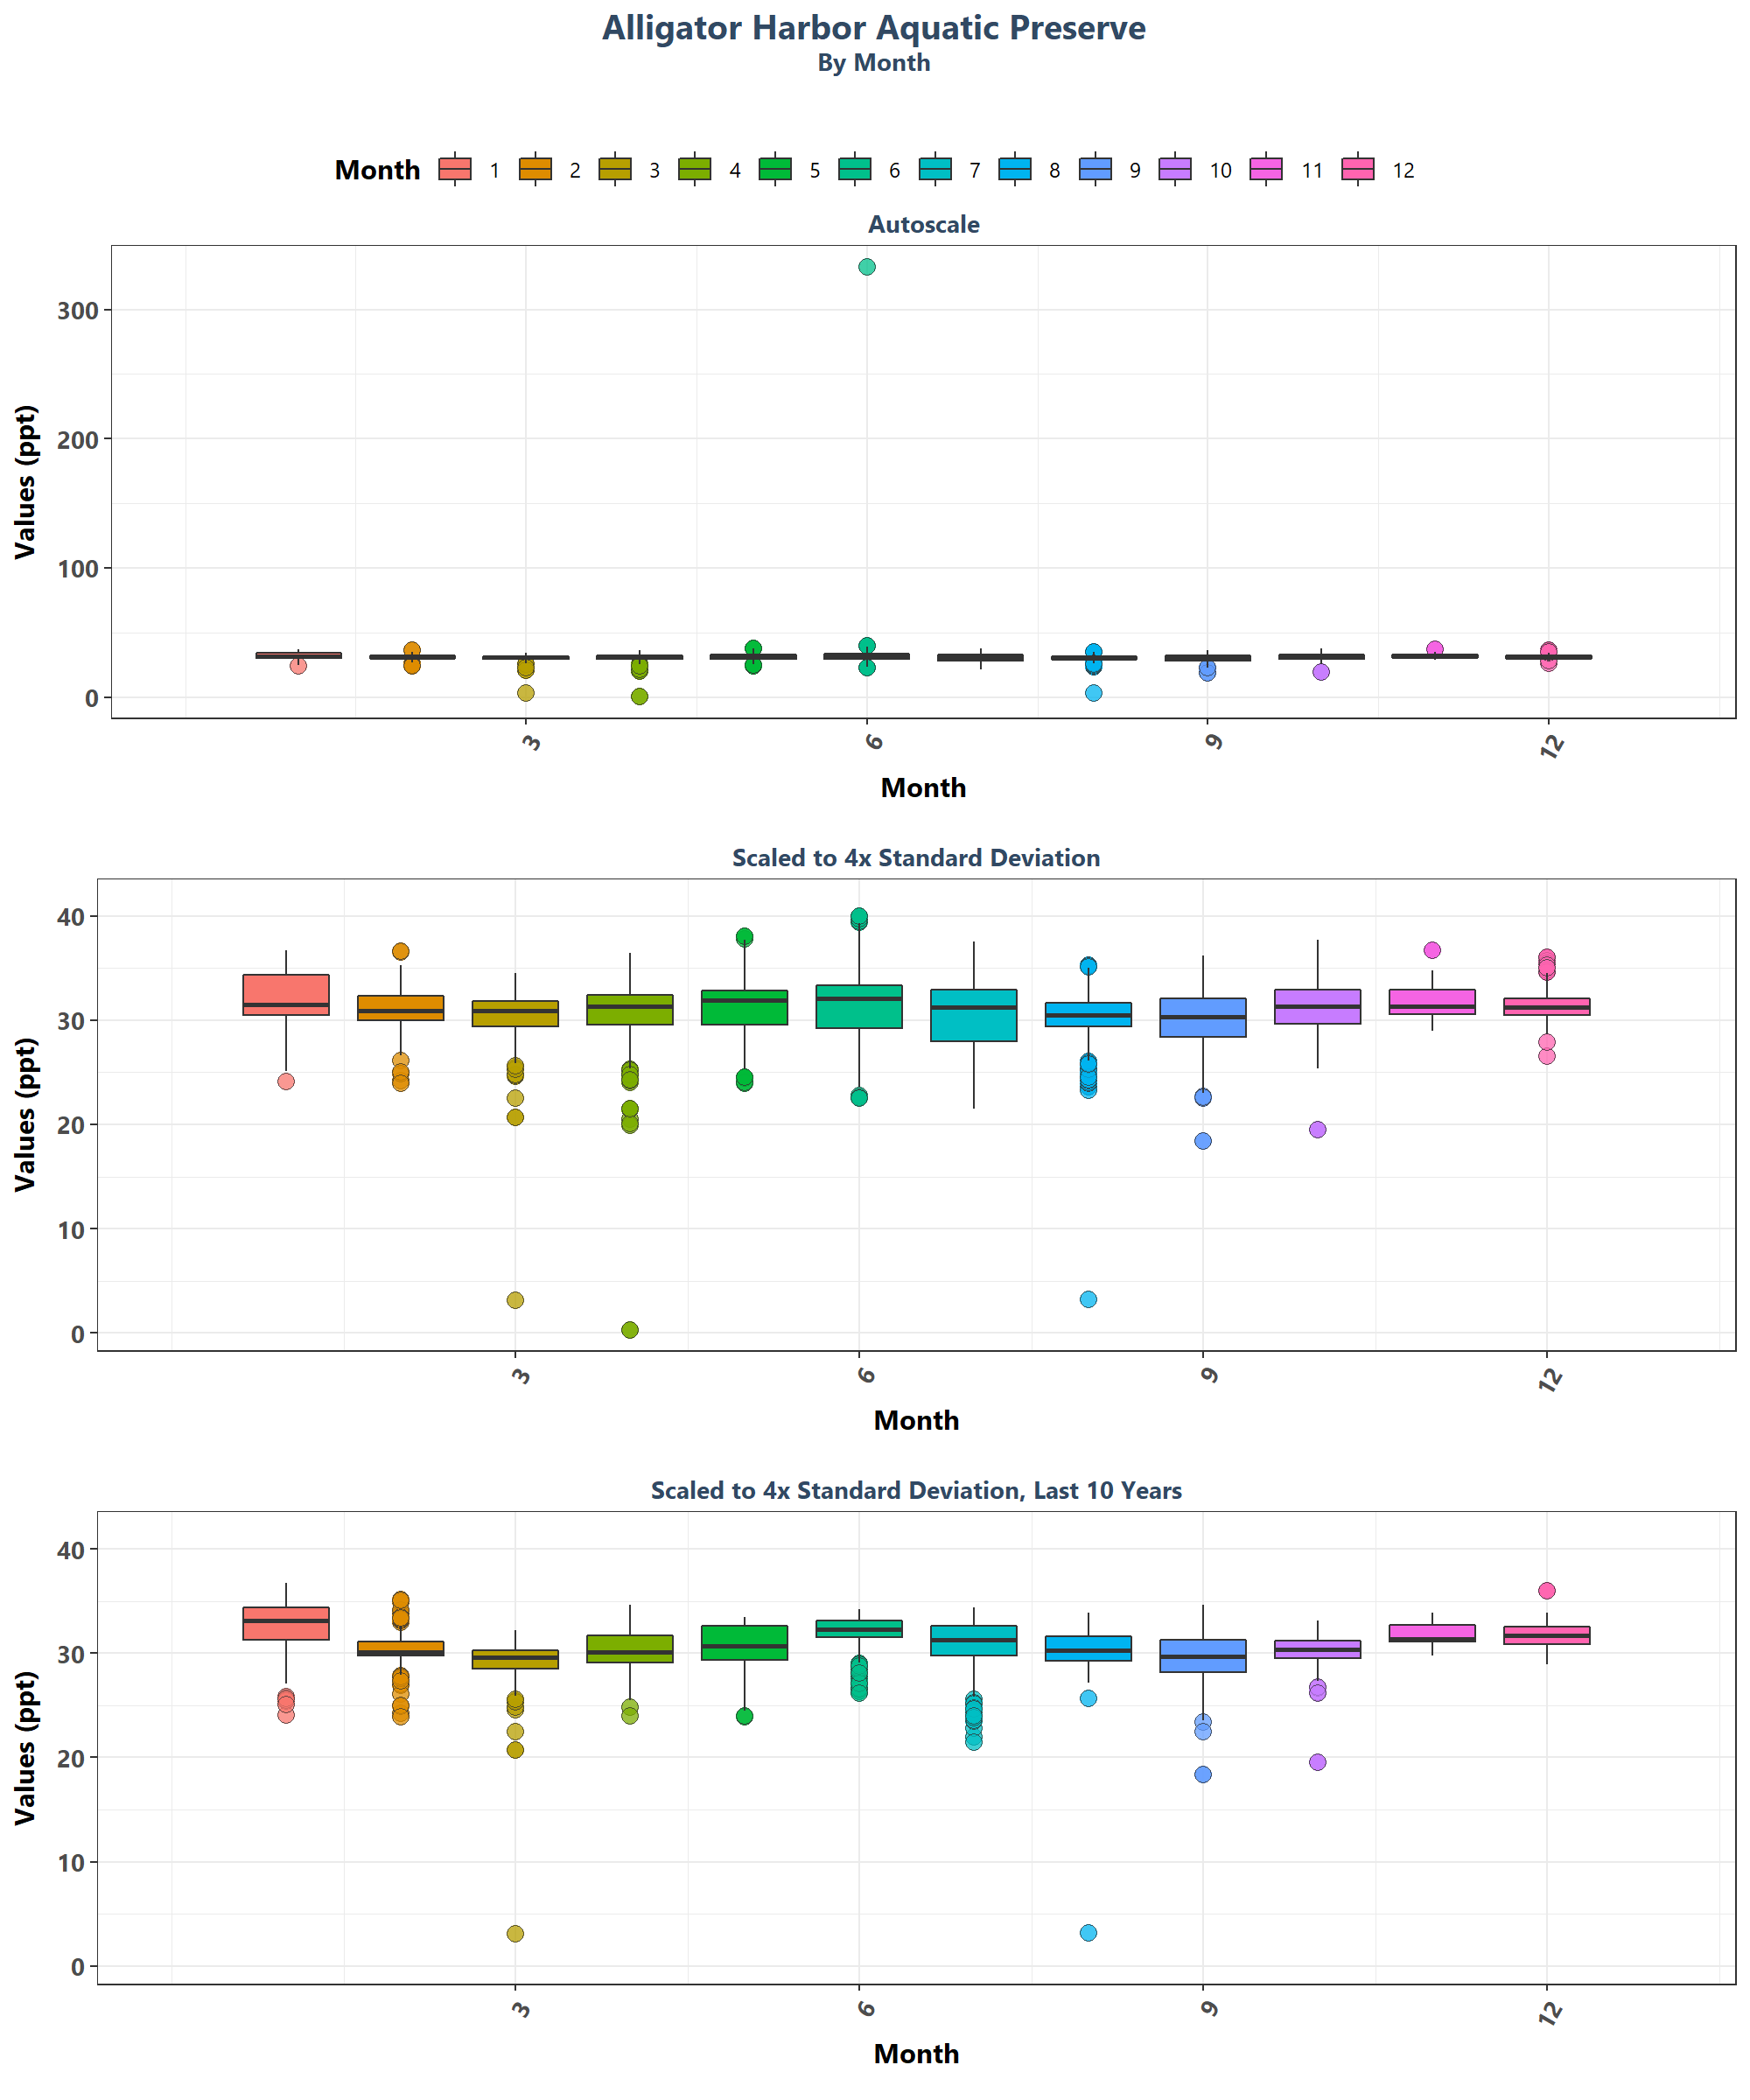 Alligator Harbor Aquatic Preserve
By Month
Month 1 2 3 4 5 6 7 8 9 10 11 12
Autoscale
Values (ppt)
300
200
100
0
3 6 9 12
Month
Scaled to 4x Standard Deviation
Values (ppt)
40
30
20
10
0
3 6 9 12
Month
Scaled to 4x Standard Deviation, Last 10 Years
Values (ppt)
40
30
20
10
0
3 6 9 12
Month